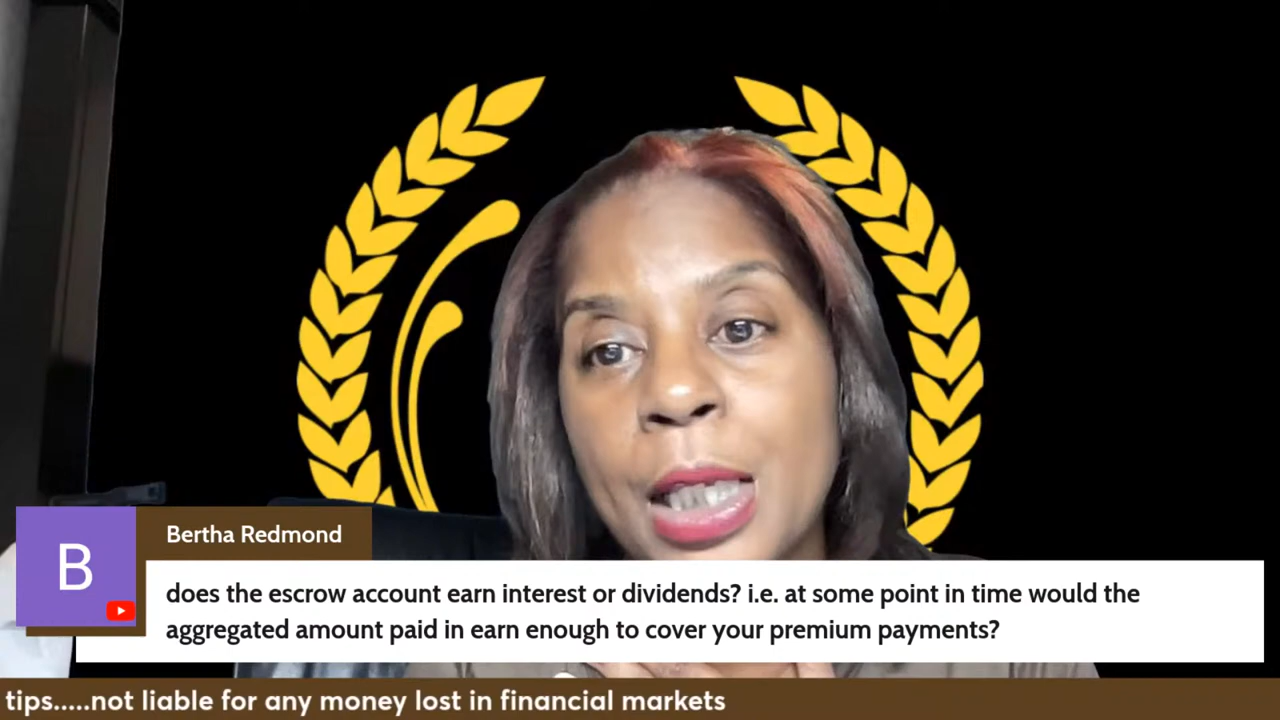 B
Bertha Redmond
does the escrow account earn interest or dividends? i.e. at some point in time would the
aggregated amount paid in earn enough to cover your premium payments?
tips.....not liable for any money lost in financial markets